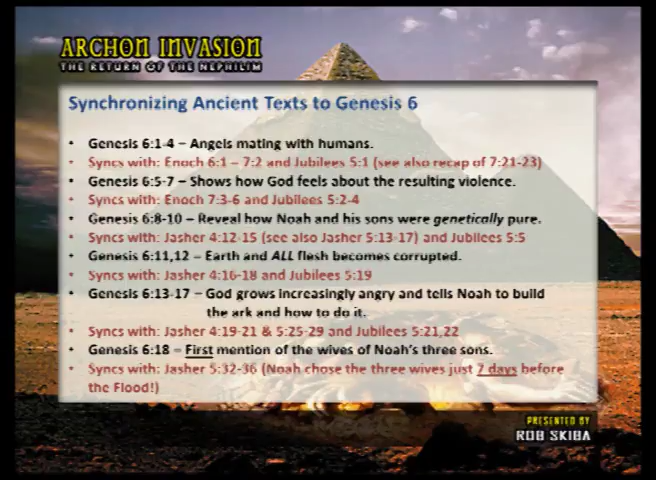 ARCHON INVASION
THE RETURN OF THE NEPHILIM
Synchronizing Ancient Texts to Genesis 6
• Genesis 6:1-4 – Angels mating with humans.
• Syncs with: Enoch 6:1 – 7:2 and Jubilees 5:1 (see also recap of 7:21-23)
• Genesis 6:5-7 – Shows how God feels about the resulting violence.
• Syncs with: Enoch 7:3-6 and Jubilees 5:2-4
• Genesis 6:8-10 – Reveal how Noah and his sons were genetically pure.
• Syncs with: Jasher 4:12-15 (see also Jasher 5:13-17) and Jubilees 5:5
• Genesis 6:11,12 – Earth and ALL flesh becomes corrupted.
• Syncs with: Jasher 4:16-18 and Jubilees 5:19
• Genesis 6:13-17 – God grows increasingly angry and tells Noah to build
the ark and how to do it.
• Syncs with: Jasher 4:19-21 & 5:25-29 and Jubilees 5:21,22
• Genesis 6:18 – First mention of the wives of Noah's three sons.
• Syncs with: Jasher 5:32-36 (Noah chose the three wives just 7 days before
the Flood!)
PRESENTED BY
ROB SKIBA